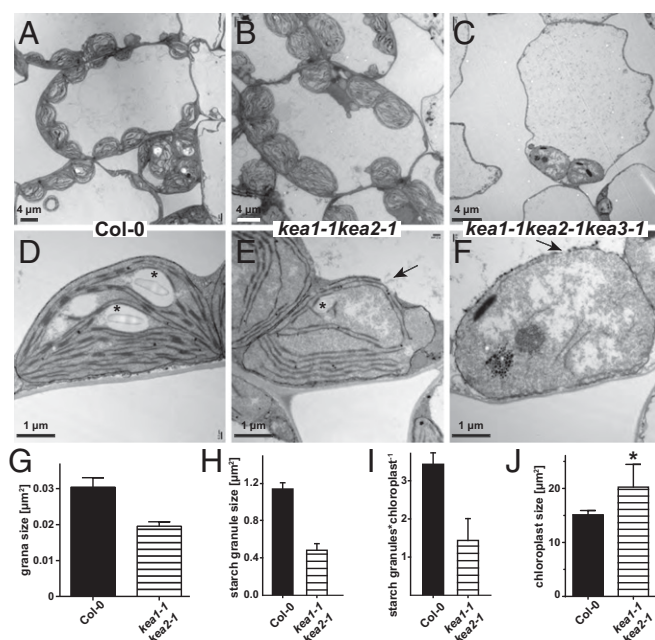 A
B
C
4 µm
4 µm
4 µm
Col-0
kea1-1kea2-1
kea1-1kea2-1kea3-1
D
E
F
*
*
*
1 µm
1 µm
1 µm
G
H
I
J
grana size [µm²]
0.03
0.02
0.01
0
Col-0
kea1-1
kea2-1
starch granule size [µm²]
1.2
0.8
0.4
0.0
Col-0
kea1-1
kea2-1
starch granules*chloroplast⁻¹
3
2
1
Col-0
kea1-1
kea2-1
*
chloroplast size [µm²]
20
10
0
Col-0
kea1-1
kea2-1